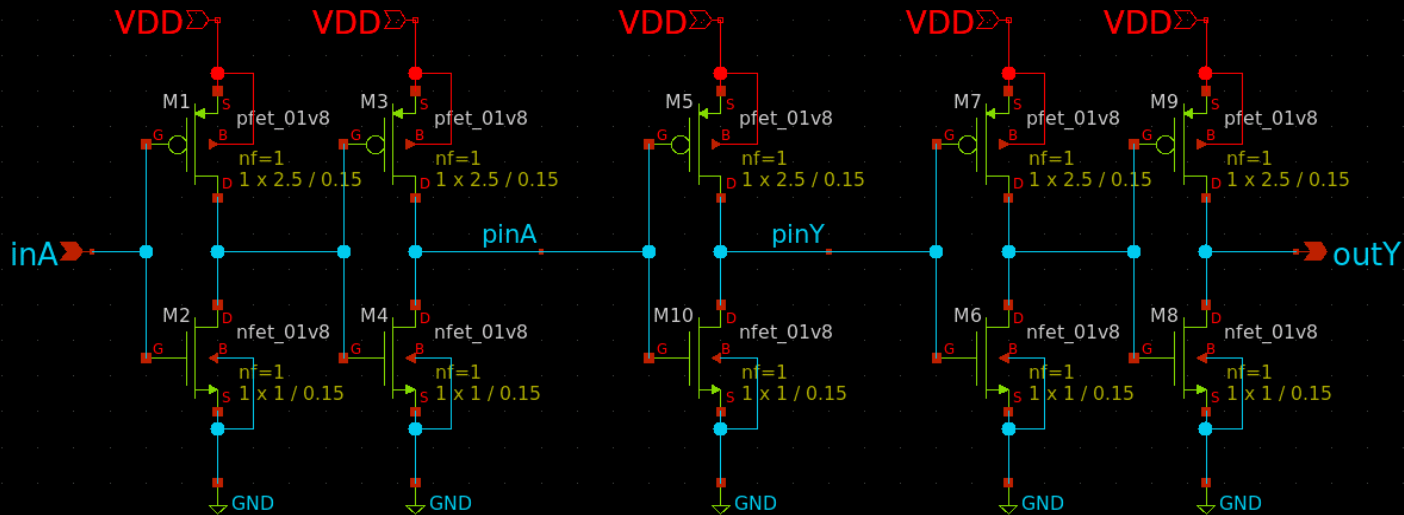 VDD VDD VDD VDD VDD
M1 S pfet_01v8 M3 S pfet_01v8 M5 S pfet_01v8 M7 S pfet_01v8 M9 S pfet_01v8
G B G B G B G B G B
nf=1 nf=1 nf=1 nf=1 nf=1
D 1 x 2.5 / 0.15 D 1 x 2.5 / 0.15 D 1 x 2.5 / 0.15 D 1 x 2.5 / 0.15 D 1 x 2.5 / 0.15
inA pinA pinY outY
M2 D nfet_01v8 M4 D nfet_01v8 M10 D nfet_01v8 M6 D nfet_01v8 M8 D nfet_01v8
G B G B G B G B G B
nf=1 nf=1 nf=1 nf=1 nf=1
S 1 x 1 / 0.15 S 1 x 1 / 0.15 S 1 x 1 / 0.15 S 1 x 1 / 0.15 S 1 x 1 / 0.15
GND GND GND GND GND